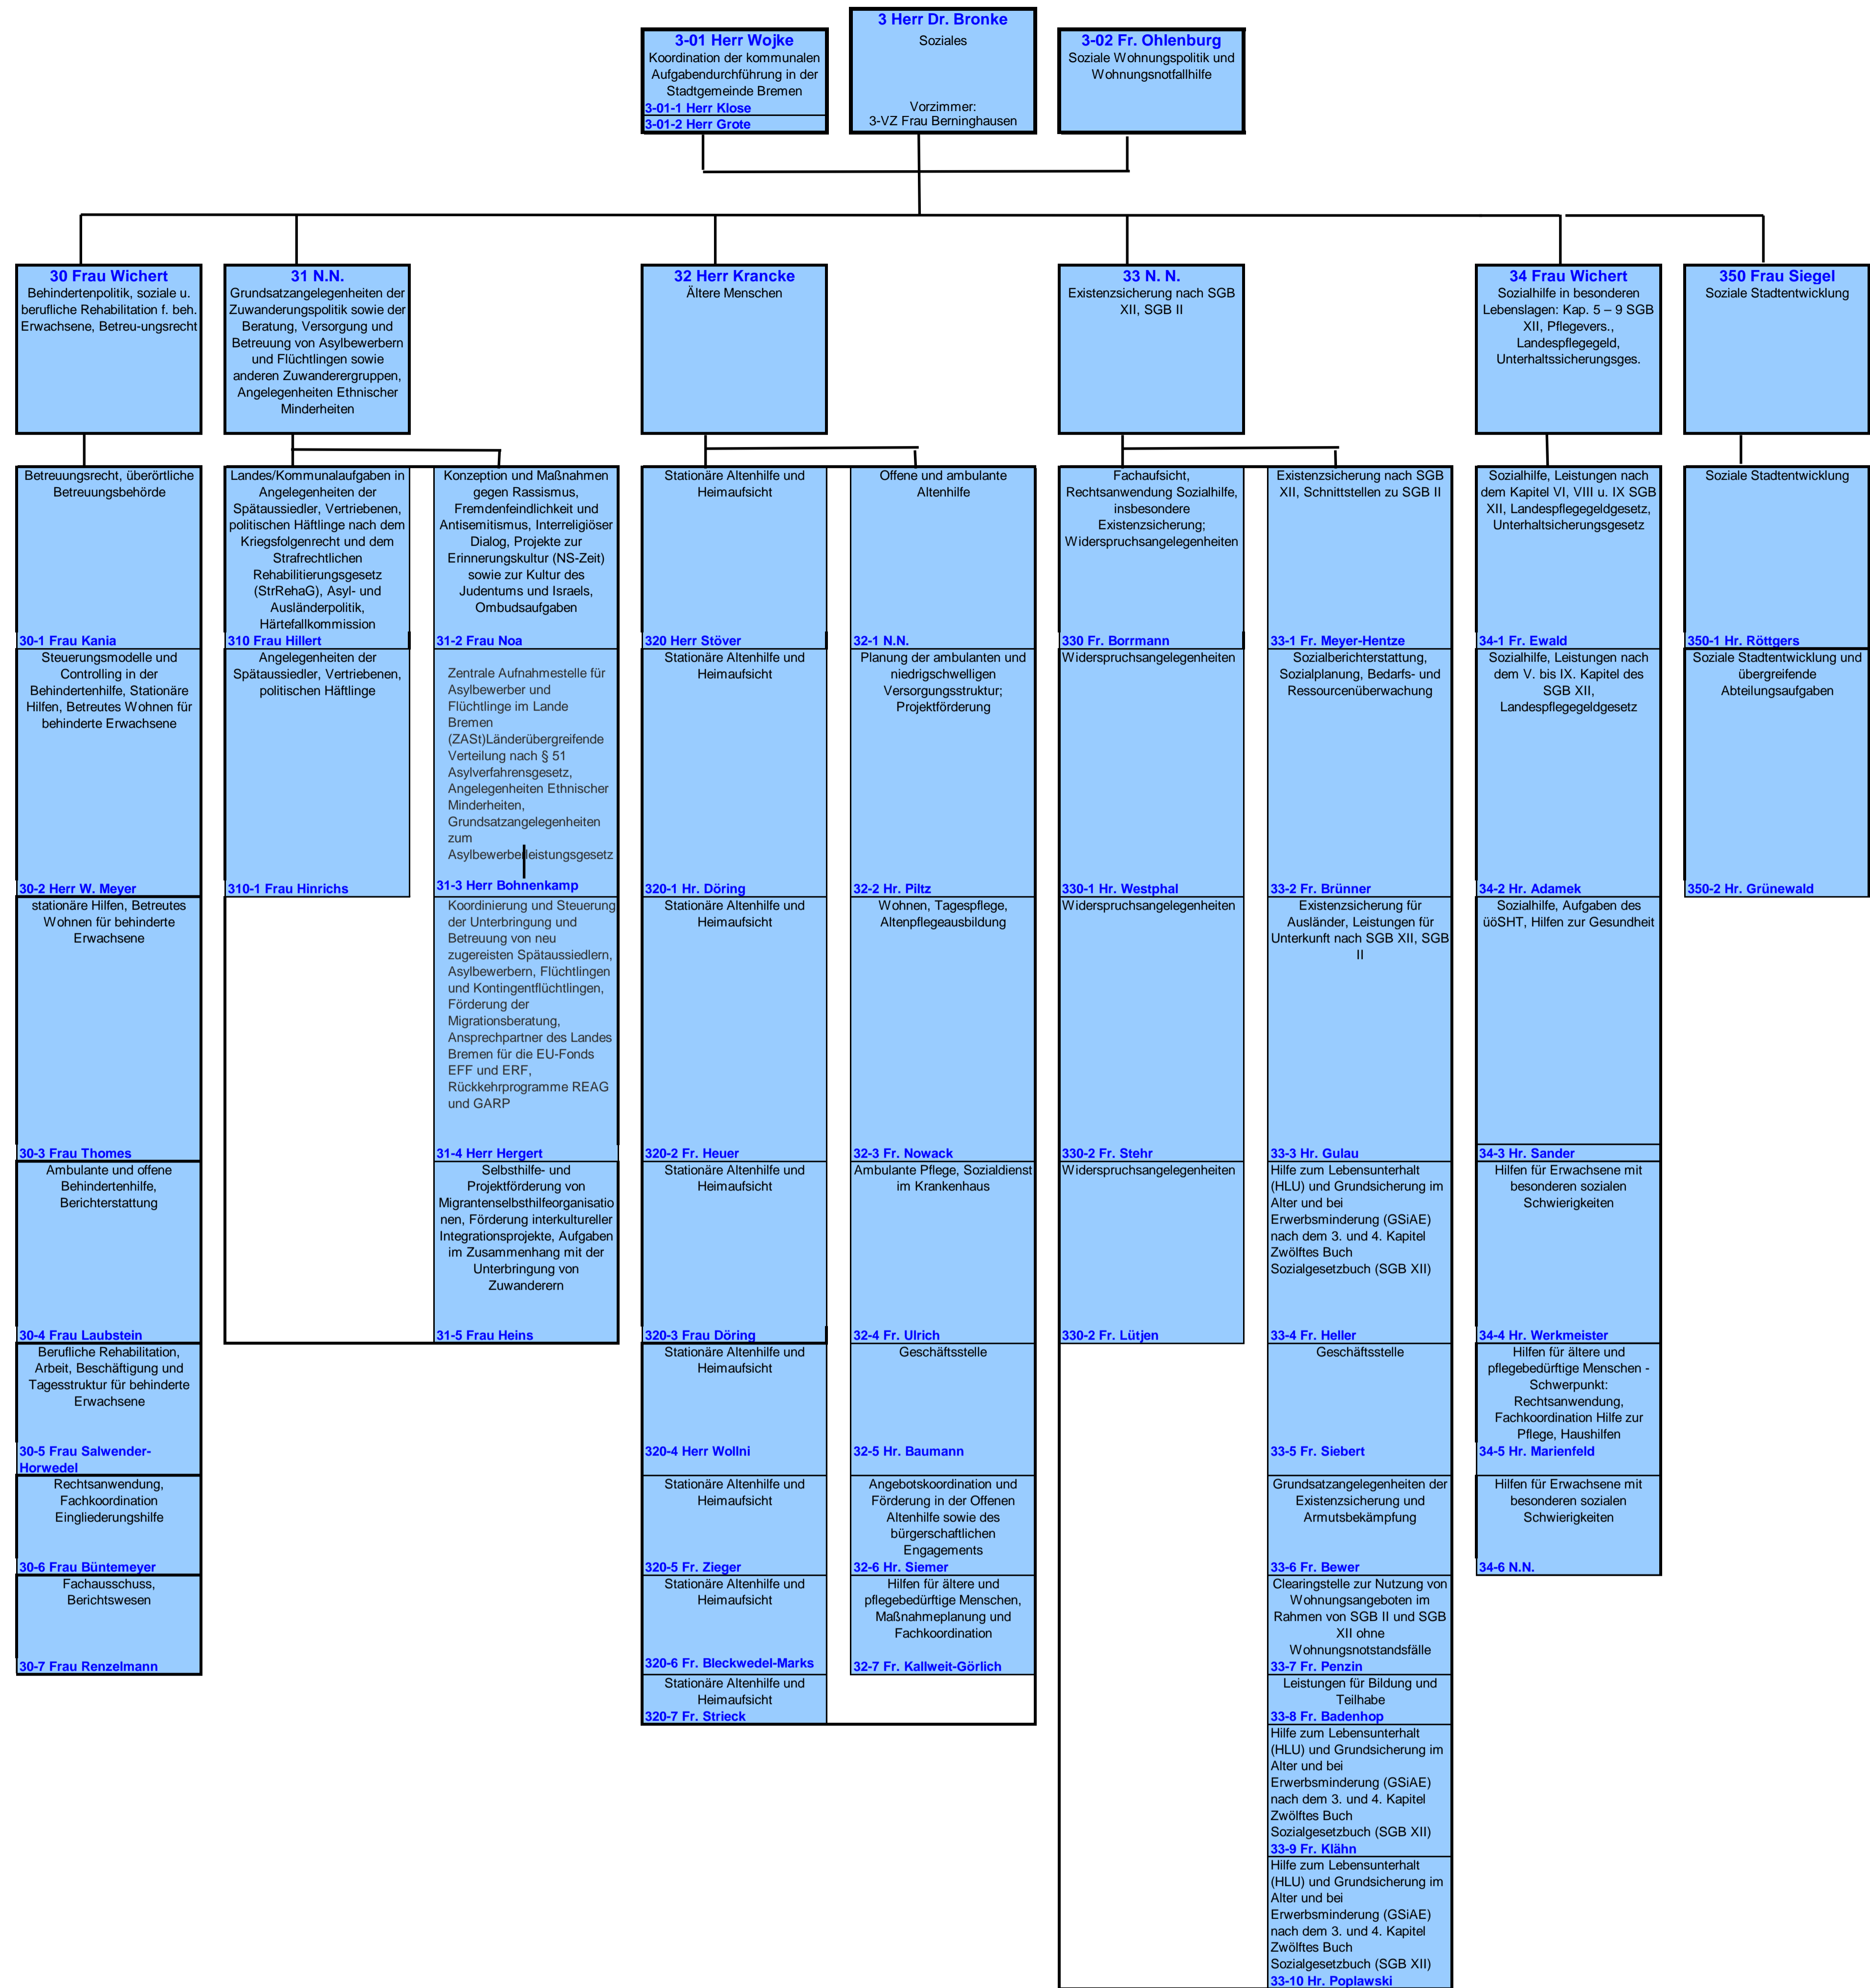 3-01 Herr Wojke
Koordination der kommunalen
Aufgabendurchführung in der
Stadtgemeinde Bremen
3-01-1 Herr Klose
3-01-2 Herr Grote
3 Herr Dr. Bronke
Soziales
Vorzimmer:
3-VZ Frau Berninghausen
3-02 Fr. Ohlenburg
Soziale Wohnungspolitik und
Wohnungsnotfallhilfe
30 Frau Wichert
Behindertenpolitik, soziale u.
berufliche Rehabilitation f. beh.
Erwachsene, Betreu-ungsrecht
31 N.N.
Grundsatzangelegenheiten der
Zuwanderungspolitik sowie der
Beratung, Versorgung und
Betreuung von Asylbewerbern
und Flüchtlingen sowie
anderen Zuwanderergruppen,
Angelegenheiten Ethnischer
Minderheiten
32 Herr Krancke
Ältere Menschen
33 N. N.
Existenzsicherung nach SGB
XII, SGB II
34 Frau Wichert
Sozialhilfe in besonderen
Lebenslagen: Kap. 5 – 9 SGB
XII, Pflegevers.,
Landespflegegeld,
Unterhaltssicherungsges.
350 Frau Siegel
Soziale Stadtentwicklung
Betreuungsrecht, überörtliche
Betreuungsbehörde
30-1 Frau Kania
Steuerungsmodelle und
Controlling in der
Behindertenhilfe, Stationäre
Hilfen, Betreutes Wohnen für
behinderte Erwachsene
30-2 Herr W. Meyer
stationäre Hilfen, Betreutes
Wohnen für behinderte
Erwachsene
30-3 Frau Thomes
Ambulante und offene
Behindertenhilfe,
Berichterstattung
30-4 Frau Laubstein
Berufliche Rehabilitation,
Arbeit, Beschäftigung und
Tagesstruktur für behinderte
Erwachsene
30-5 Frau Salwender-
Horwedel
Rechtsanwendung,
Fachkoordination
Eingliederungshilfe
30-6 Frau Büntemeyer
Fachausschuss,
Berichtswesen
30-7 Frau Renzelmann
Landes/Kommunalaufgaben in
Angelegenheiten der
Spätaussiedler, Vertriebenen,
politischen Häftlinge nach dem
Kriegsfolgenrecht und dem
Strafrechtlichen
Rehabilitierungsgesetz
(StrRehaG), Asyl- und
Ausländerpolitik,
Härtefallkommission
310 Frau Hillert
Angelegenheiten der
Spätaussiedler, Vertriebenen,
politischen Häftlinge
310-1 Frau Hinrichs
Konzeption und Maßnahmen
gegen Rassismus,
Fremdenfeindlichkeit und
Antisemitismus, Interreligiöser
Dialog, Projekte zur
Erinnerungskultur (NS-Zeit)
sowie zur Kultur des
Judentums und Israels,
Ombudsaufgaben
31-2 Frau Noa
Zentrale Aufnahmestelle für
Asylbewerber und
Flüchtlinge im Lande
Bremen
(ZASt)Länderübergreifende
Verteilung nach § 51
Asylverfahrensgesetz,
Angelegenheiten Ethnischer
Minderheiten,
Grundsatzangelegenheiten
zum
Asylbewerberleistungsgesetz
31-3 Herr Bohnenkamp
Koordinierung und Steuerung
der Unterbringung und
Betreuung von neu
zugereisten Spätaussiedlern,
Asylbewerbern, Flüchtlingen
und Kontingentflüchtlingen,
Förderung der
Migrationsberatung,
Ansprechpartner des Landes
Bremen für die EU-Fonds
EFF und ERF,
Rückkehrprogramme REAG
und GARP
31-4 Herr Hergert
Selbsthilfe- und
Projektförderung von
Migrantenselbsthilfeorganisatio
nen, Förderung interkultureller
Integrationsprojekte, Aufgaben
im Zusammenhang mit der
Unterbringung von
Zuwanderern
31-5 Frau Heins
Stationäre Altenhilfe und
Heimaufsicht
320 Herr Stöver
Stationäre Altenhilfe und
Heimaufsicht
320-1 Hr. Döring
Stationäre Altenhilfe und
Heimaufsicht
320-2 Fr. Heuer
Stationäre Altenhilfe und
Heimaufsicht
320-3 Frau Döring
Stationäre Altenhilfe und
Heimaufsicht
320-4 Herr Wollni
Stationäre Altenhilfe und
Heimaufsicht
320-5 Fr. Zieger
Stationäre Altenhilfe und
Heimaufsicht
320-6 Fr. Bleckwedel-Marks
Stationäre Altenhilfe und
Heimaufsicht
320-7 Fr. Strieck
Offene und ambulante
Altenhilfe
32-1 N.N.
Planung der ambulanten und
niedrigschwelligen
Versorgungsstruktur;
Projektförderung
32-2 Hr. Piltz
Wohnen, Tagespflege,
Altenpflegeausbildung
32-3 Fr. Nowack
Ambulante Pflege, Sozialdienst
im Krankenhaus
32-4 Fr. Ulrich
Geschäftsstelle
32-5 Hr. Baumann
Angebotskoordination und
Förderung in der Offenen
Altenhilfe sowie des
bürgerschaftlichen
Engagements
32-6 Hr. Siemer
Hilfen für ältere und
pflegebedürftige Menschen,
Maßnahmeplanung und
Fachkoordination
32-7 Fr. Kallweit-Görlich
Fachaufsicht,
Rechtsanwendung Sozialhilfe,
insbesondere
Existenzsicherung;
Widerspruchsangelegenheiten
330 Fr. Borrmann
Widerspruchsangelegenheiten
330-1 Hr. Westphal
Widerspruchsangelegenheiten
330-2 Fr. Stehr
Widerspruchsangelegenheiten
330-2 Fr. Lütjen
Existenzsicherung nach SGB
XII, Schnittstellen zu SGB II
33-1 Fr. Meyer-Hentze
Sozialberichterstattung,
Sozialplanung, Bedarfs- und
Ressourcenüberwachung
33-2 Fr. Brünner
Existenzsicherung für
Ausländer, Leistungen für
Unterkunft nach SGB XII, SGB
II
33-3 Hr. Gulau
Hilfe zum Lebensunterhalt
(HLU) und Grundsicherung im
Alter und bei
Erwerbsminderung (GSiAE)
nach dem 3. und 4. Kapitel
Zwölftes Buch
Sozialgesetzbuch (SGB XII)
33-4 Fr. Heller
Geschäftsstelle
33-5 Fr. Siebert
Grundsatzangelegenheiten der
Existenzsicherung und
Armutsbekämpfung
33-6 Fr. Bewer
Clearingstelle zur Nutzung von
Wohnungsangeboten im
Rahmen von SGB II und SGB
XII ohne
Wohnungsnotstandsfälle
33-7 Fr. Penzin
Leistungen für Bildung und
Teilhabe
33-8 Fr. Badenhop
Hilfe zum Lebensunterhalt
(HLU) und Grundsicherung im
Alter und bei
Erwerbsminderung (GSiAE)
nach dem 3. und 4. Kapitel
Zwölftes Buch
Sozialgesetzbuch (SGB XII)
33-9 Fr. Klähn
Hilfe zum Lebensunterhalt
(HLU) und Grundsicherung im
Alter und bei
Erwerbsminderung (GSiAE)
nach dem 3. und 4. Kapitel
Zwölftes Buch
Sozialgesetzbuch (SGB XII)
33-10 Hr. Poplawski
Sozialhilfe, Leistungen nach
dem Kapitel VI, VIII u. IX SGB
XII, Landespflegegeldgesetz,
Unterhaltsicherungsgesetz
34-1 Fr. Ewald
Sozialhilfe, Leistungen nach
dem V. bis IX. Kapitel des
SGB XII,
Landespflegegeldgesetz
34-2 Hr. Adamek
Sozialhilfe, Aufgaben des
üöSHT, Hilfen zur Gesundheit
34-3 Hr. Sander
Hilfen für Erwachsene mit
besonderen sozialen
Schwierigkeiten
34-4 Hr. Werkmeister
Hilfen für ältere und
pflegebedürftige Menschen -
Schwerpunkt:
Rechtsanwendung,
Fachkoordination Hilfe zur
Pflege, Haushilfen
34-5 Hr. Marienfeld
Hilfen für Erwachsene mit
besonderen sozialen
Schwierigkeiten
34-6 N.N.
Soziale Stadtentwicklung
350-1 Hr. Röttgers
Soziale Stadtentwicklung und
übergreifende
Abteilungsaufgaben
350-2 Hr. Grünewald